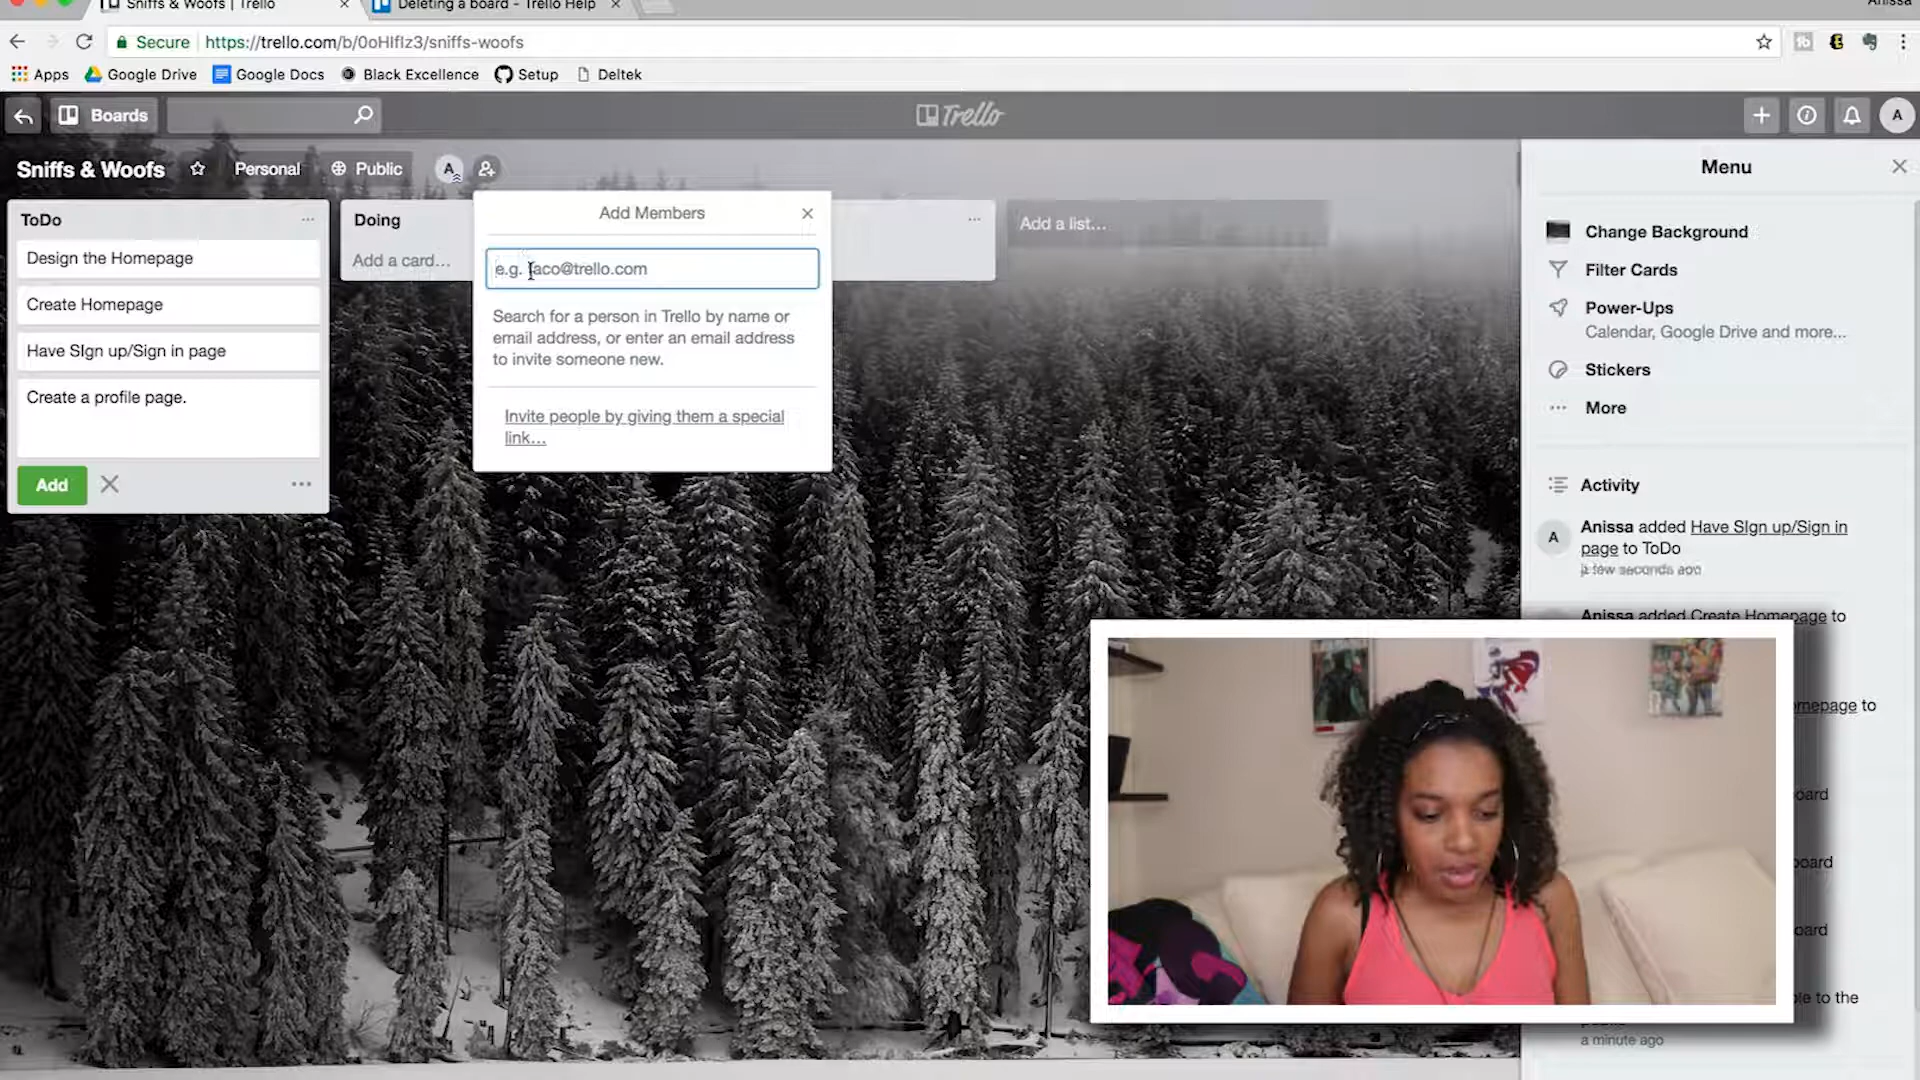 Sniffs & Woofs | Trello
Deleting a board - Trello Help
Anissa
Secure https://trello.com/b/0oHIfIz3/sniffs-woofs
Apps Google Drive Google Docs Black Excellence Setup Deltek
Boards
Trello
A
Sniffs & Woofs Personal Public A
ToDo
Design the Homepage
Create Homepage
Have SIgn up/Sign in page
Create a profile page.
Add
Doing
Add a card...
Add Members
e.g. taco@trello.com
Search for a person in Trello by name or
email address, or enter an email address
to invite someone new.
Invite people by giving them a special
link...
Add a list...
Menu
Change Background
Filter Cards
Power-Ups
Calendar, Google Drive and more...
Stickers
More
Activity
A
Anissa added Have SIgn up/Sign in
page to ToDo
a few seconds ago
Anissa added Create Homepage to
to
oard
to the
a minute ago